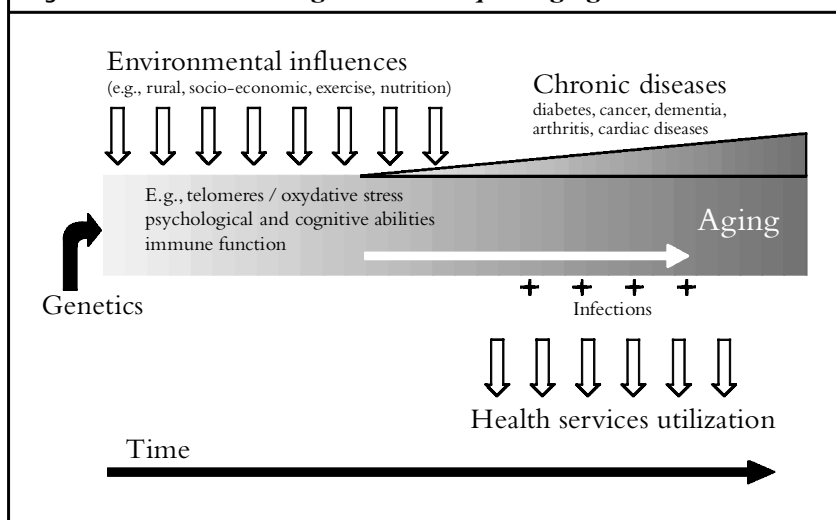 Environmental influences
(e.g., rural, socio-economic, exercise, nutrition)
Chronic diseases
diabetes, cancer, dementia,
arthritis, cardiac diseases
E.g., telomeres / oxydative stress
psychological and cognitive abilities
immune function
Aging
Genetics
+ + + +
Infections
Health services utilization
Time